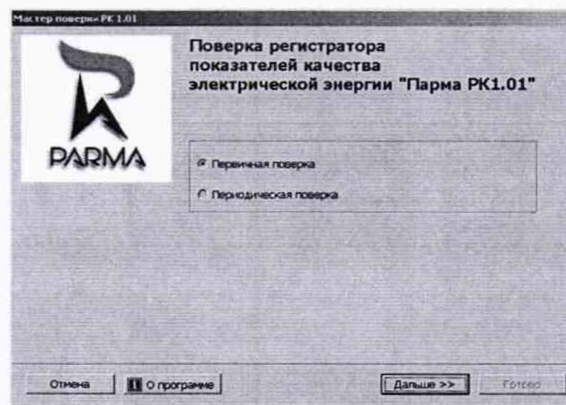 Мастер поверки РК 1.01
Поверка регистратора
показателей качества
электрической энергии "Парма РК1.01"
PARMA
Первичная поверка
Периодическая поверка
Отмена
О программе
Дальше >>
Готово